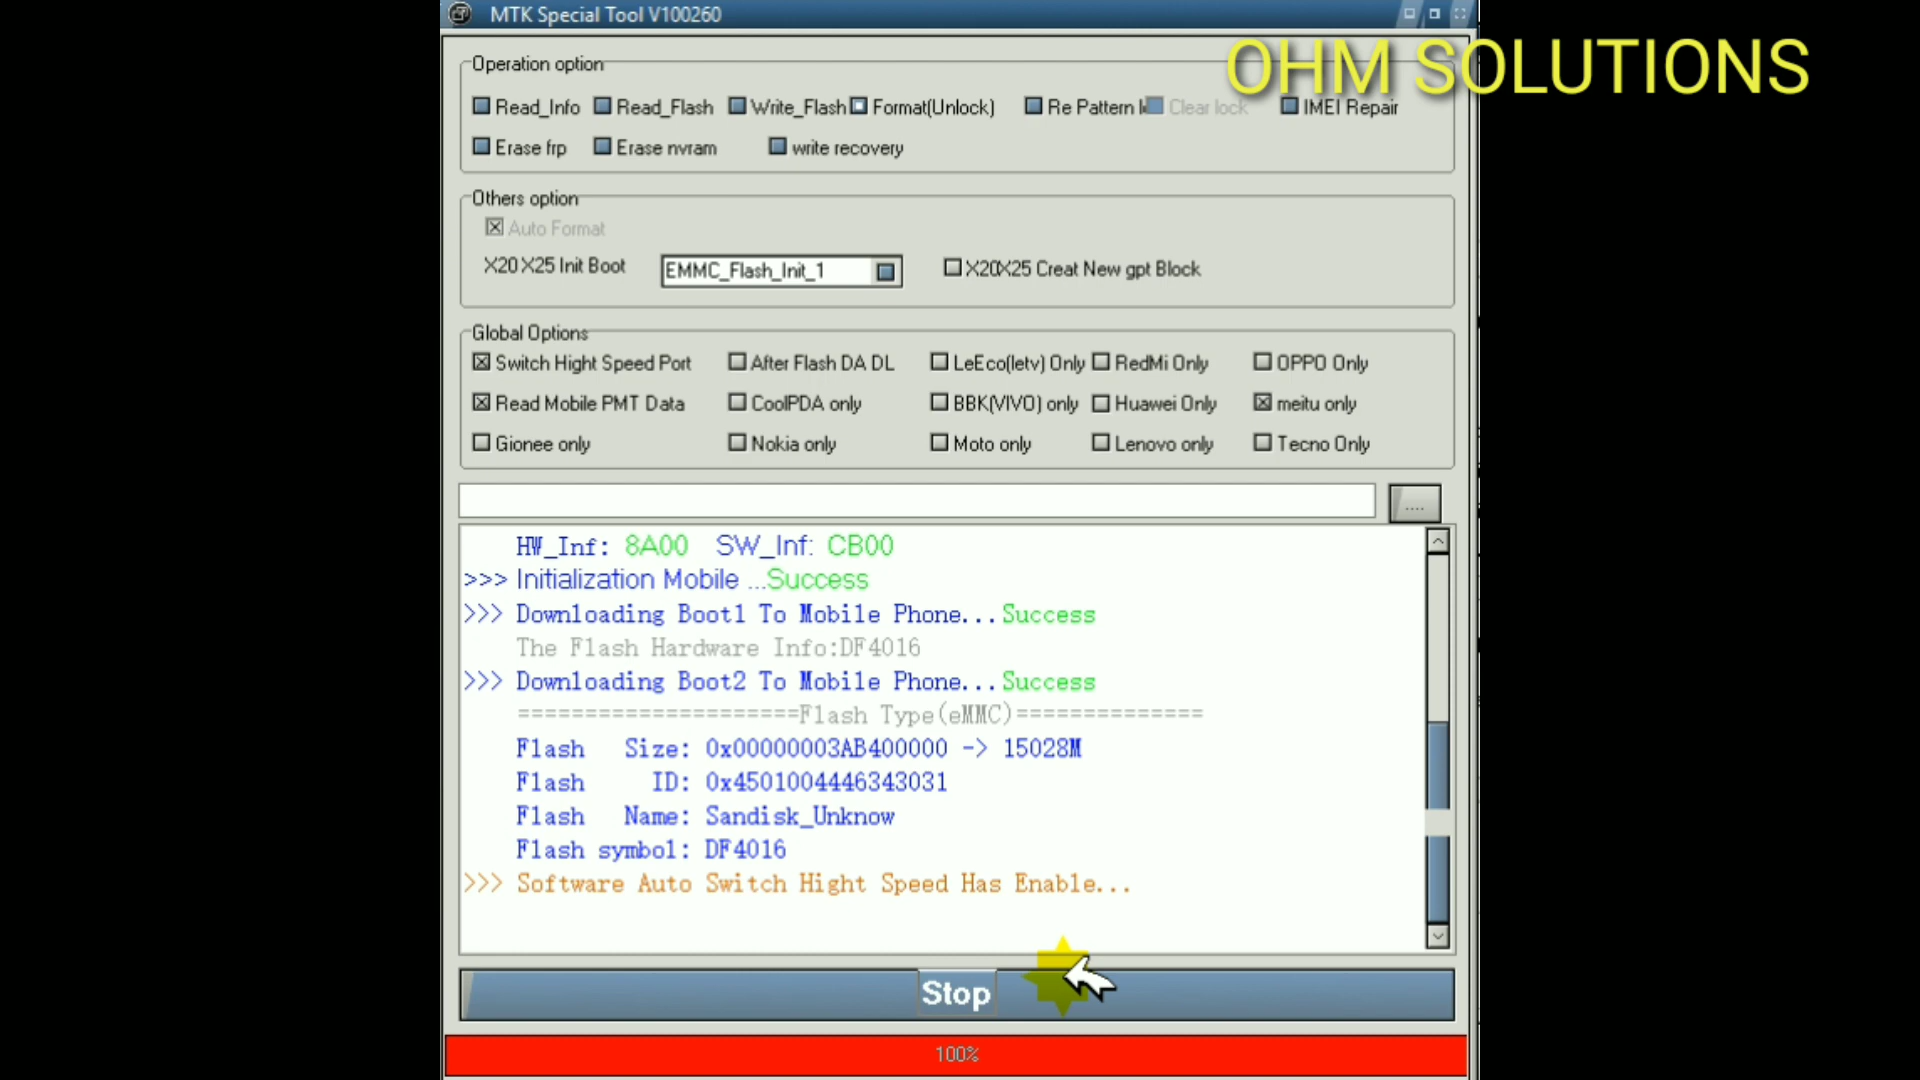 MTK Special Tool V100260
OHM SOLUTIONS
Operation option
Read_Info Read_Flash Write_Flash Format(Unlock) Re Pattern Clear lock IMEI Repair
Erase frp Erase nvram write recovery
Others option
Auto Format
X20 X25 Init Boot EMMC_Flash_Init_1 X20X25 Creat New gpt Block
Global Options
Switch Hight Speed Port After Flash DA DL LeEco(letv) Only RedMi Only OPPO Only
Read Mobile PMT Data CoolPDA only BBK(VIVO) only Huawei Only meitu only
Gionee only Nokia only Moto only Lenovo only Tecno Only
....
HW_Inf: 8A00 SW_Inf: CB00
>>> Initialization Mobile ...Success
>>> Downloading Boot1 To Mobile Phone...Success
The Flash Hardware Info:DF4016
>>> Downloading Boot2 To Mobile Phone...Success
=====================Flash Type(eMMC)==============
Flash Size: 0x00000003AB400000 -> 15028M
Flash ID: 0x4501004446343031
Flash Name: Sandisk_Unknow
Flash symbol: DF4016
>>> Software Auto Switch Hight Speed Has Enable...
Stop
100%